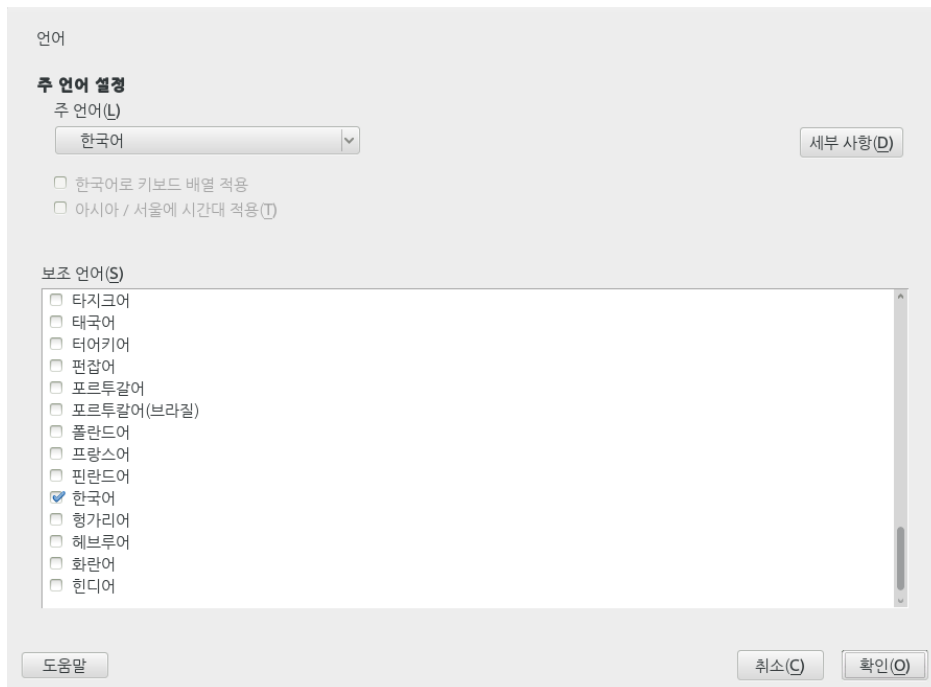 언어
주 언어 설정
주 언어(L)
한국어
세부 사항(D)
한국어로 키보드 배열 적용
아시아 / 서울에 시간대 적용(T)
보조 언어(S)
타지크어
태국어
터어키어
펀잡어
포르투갈어
포르투칼어(브라질)
폴란드어
프랑스어
핀란드어
한국어
헝가리어
헤브루어
화란어
힌디어
도움말
취소(C)
확인(O)